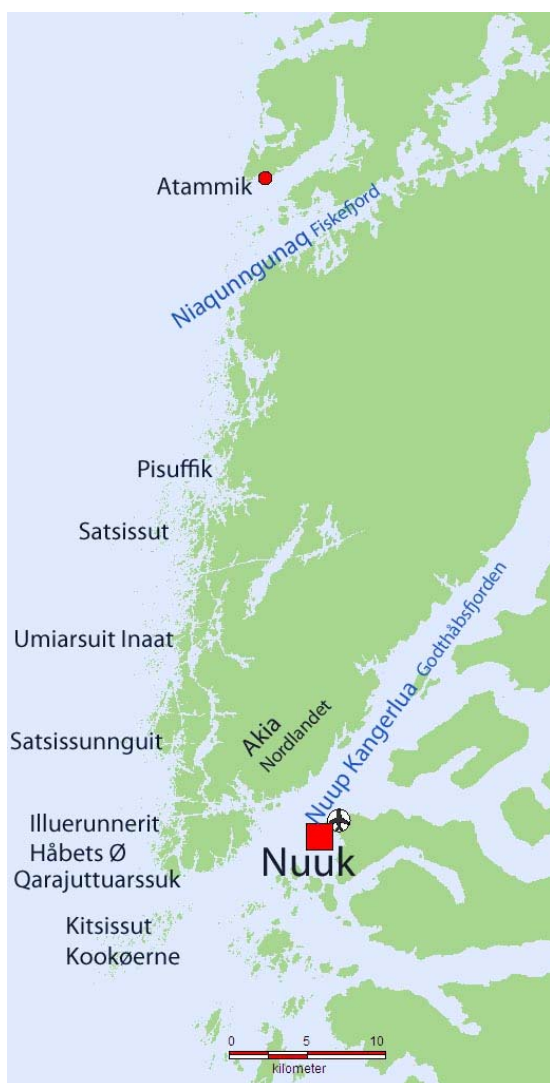 Atammik
Niaqunngunaq Fiskefjord
Pisuffik
Satsissut
Umiarsuit Inaat
Nuup Kangerlua Godthåbsfjorden
Akia
Nordlandet
Satsissunnguit
Illuerunnerit
Håbets Ø
Qarajuttuarssuk
Nuuk
Kitsissut
Kookøerne
0 5 10
kilometer